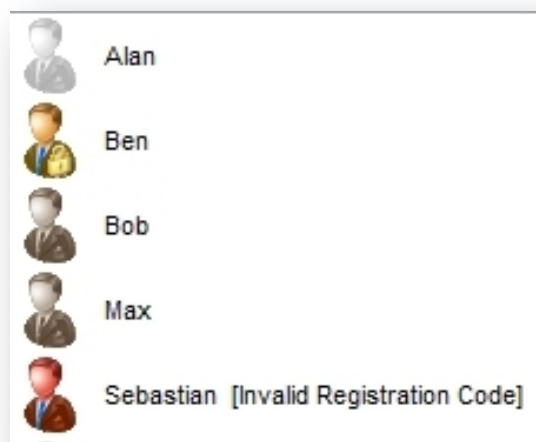 Alan
Ben
Bob
Max
Sebastian [Invalid Registration Code]